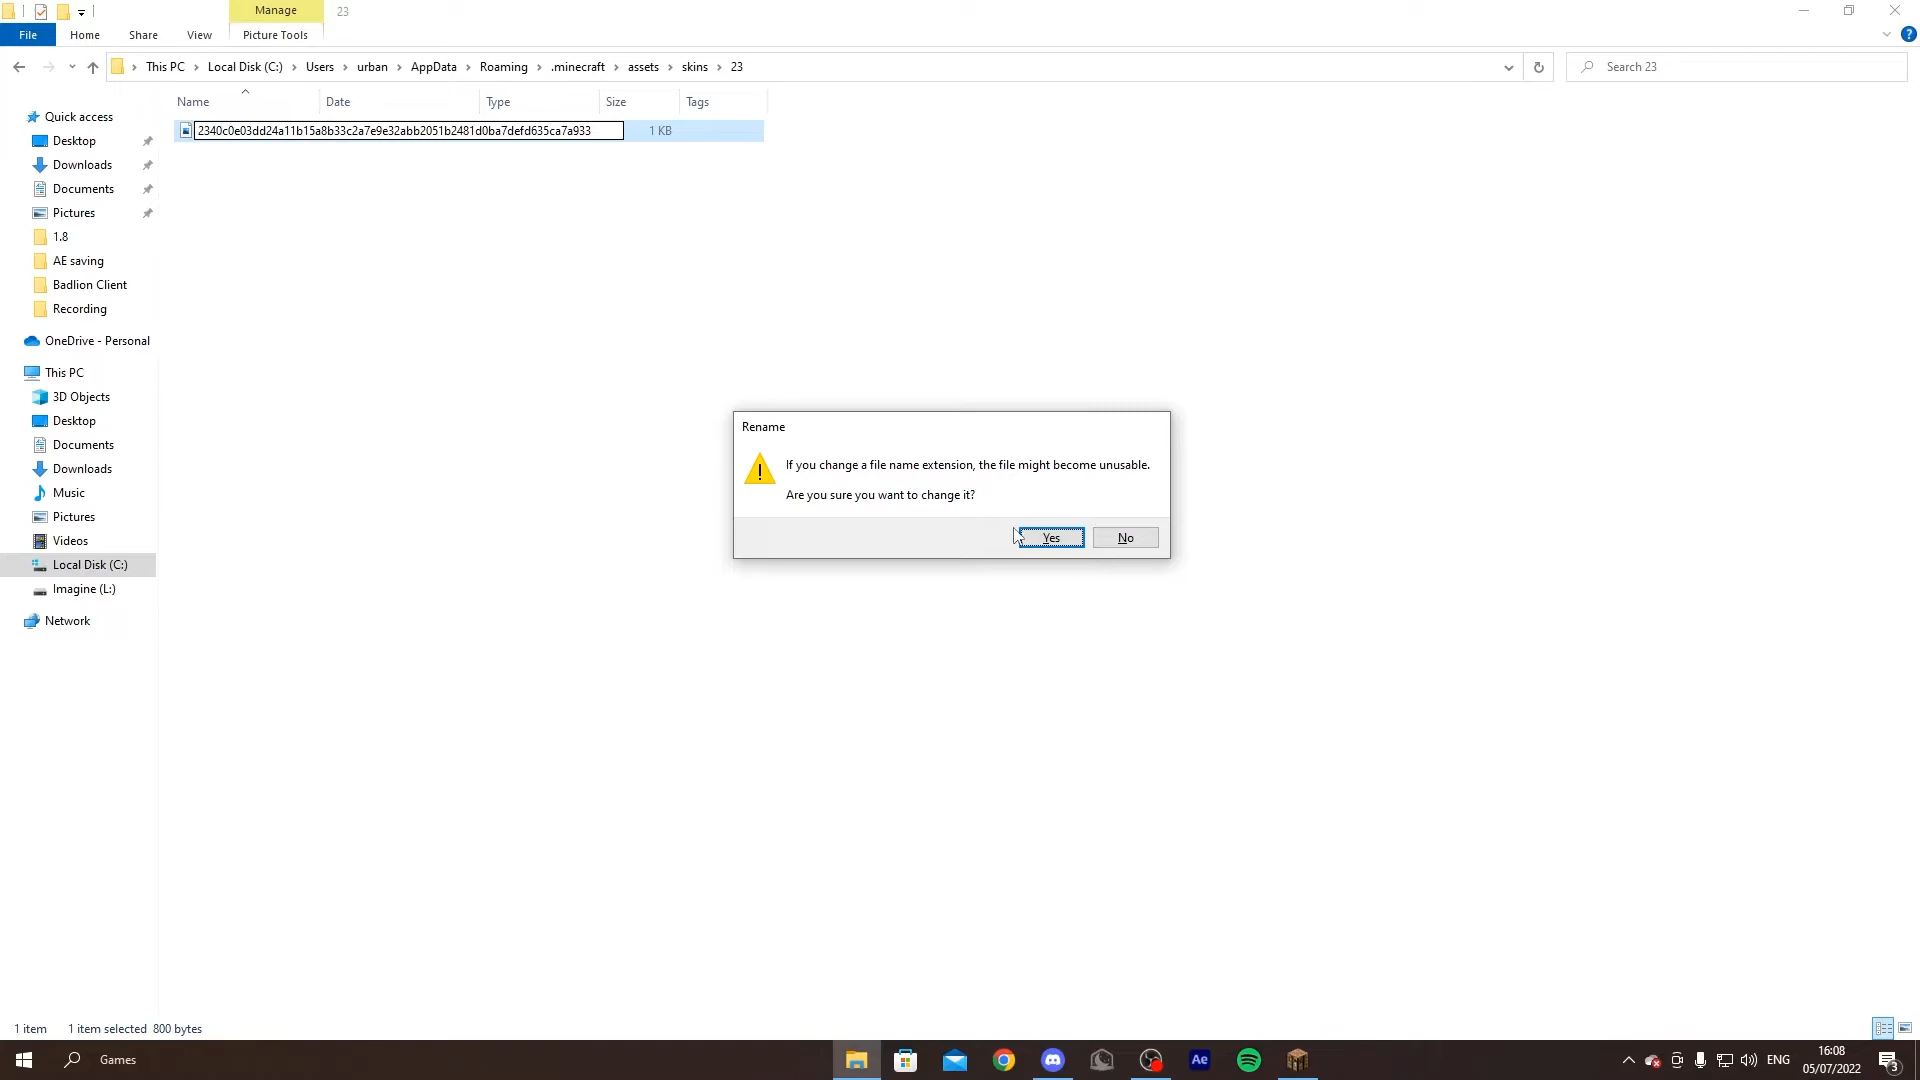 Manage
23
File
Home
Share
View
Picture Tools
This PC
Local Disk (C:)
Users
urban
AppData
Roaming
.minecraft
assets
skins
23
Search 23
Name
Date
Type
Size
Tags
2340c0e03dd24a11b15a8b33c2a7e9e32abb2051b2481d0ba7defd635ca7a933
1 KB
Quick access
Desktop
Downloads
Documents
Pictures
1.8
AE saving
Badlion Client
Recording
OneDrive - Personal
This PC
3D Objects
Desktop
Documents
Downloads
Music
Pictures
Videos
Local Disk (C:)
Imagine (L:)
Network
Rename
If you change a file name extension, the file might become unusable.
Are you sure you want to change it?
Yes
No
1 item
1 item selected 800 bytes
Games
Ae
ENG
16:08
05/07/2022
3